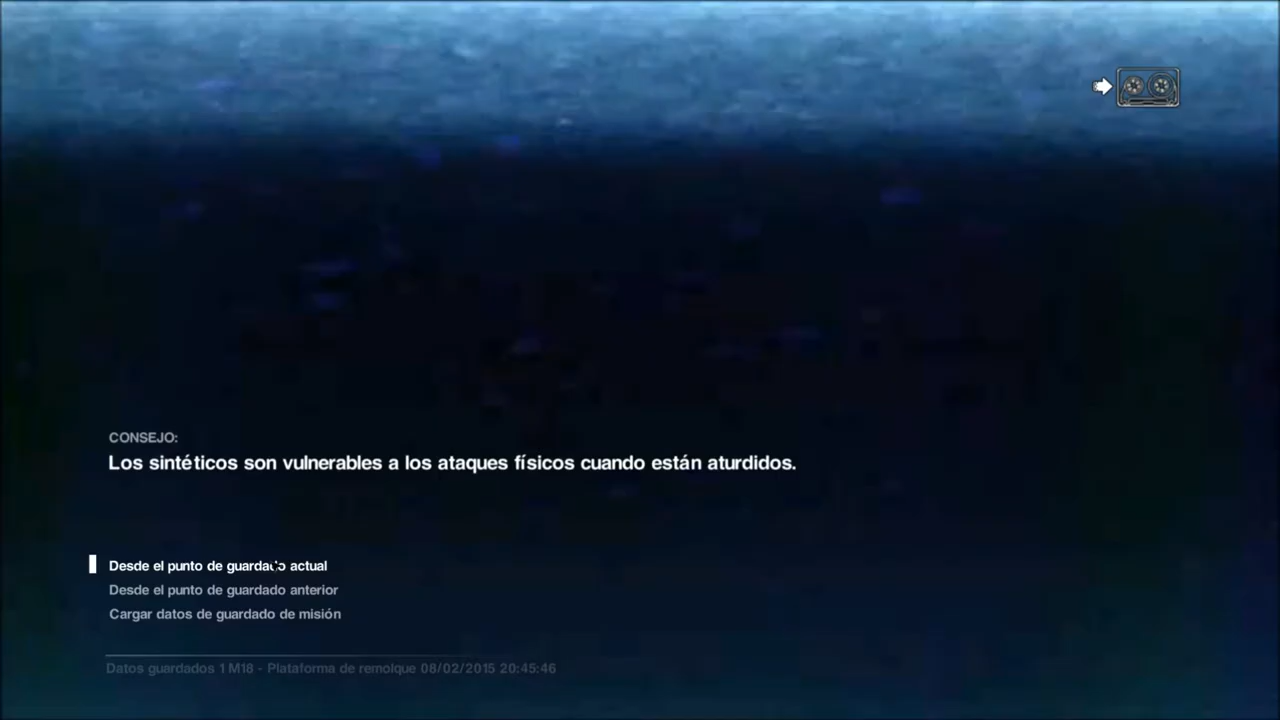 CONSEJO:
Los sintéticos son vulnerables a los ataques físicos cuando están aturdidos.
Desde el punto de guardado actual
Desde el punto de guardado anterior
Cargar datos de guardado de misión
Datos guardados 1 M18 - Plataforma de remolque 08/02/2015 20:45:46